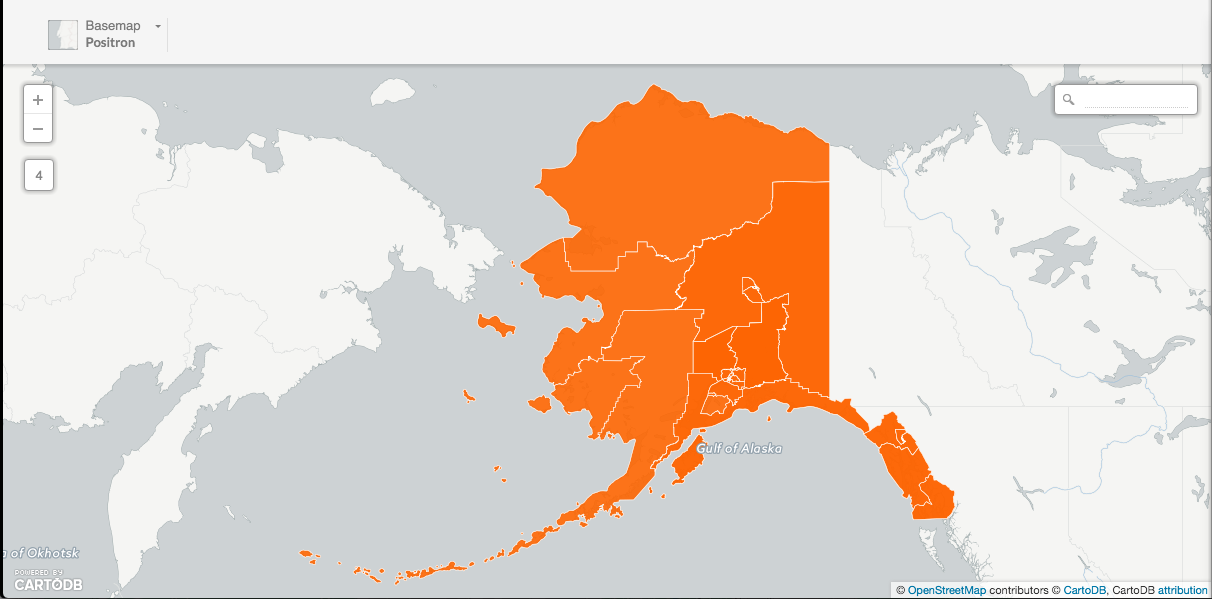 Basemap
Positron
+
−
4
Gulf of Alaska
a of Okhotsk
POWERED BY
CARTODB
© OpenStreetMap contributors © CartoDB, CartoDB attribution